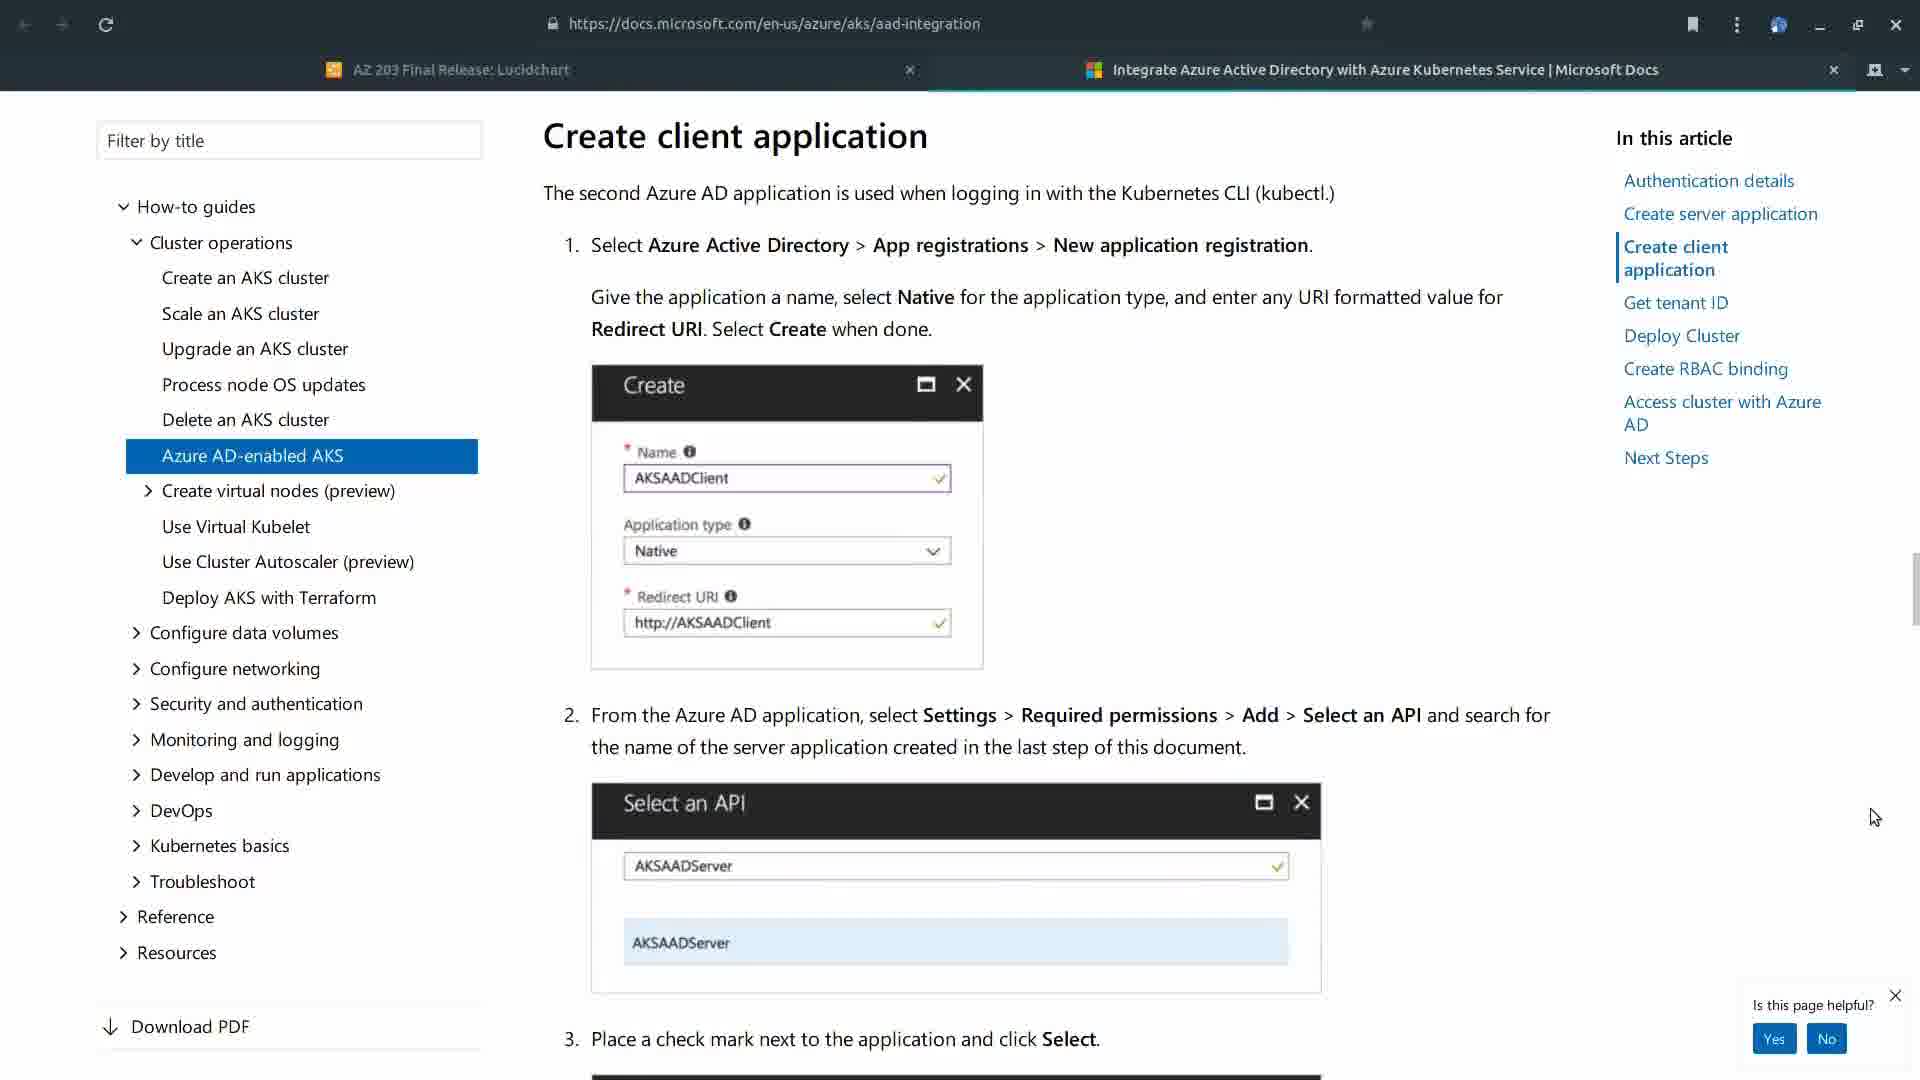 https://docs.microsoft.com/en-us/azure/aks/aad-integration
AZ 203 Final Release: Lucidchart
Integrate Azure Active Directory with Azure Kubernetes Service | Microsoft Docs
Filter by title
How-to guides
Cluster operations
Create an AKS cluster
Scale an AKS cluster
Upgrade an AKS cluster
Process node OS updates
Delete an AKS cluster
Azure AD-enabled AKS
Create virtual nodes (preview)
Use Virtual Kubelet
Use Cluster Autoscaler (preview)
Deploy AKS with Terraform
Configure data volumes
Configure networking
Security and authentication
Monitoring and logging
Develop and run applications
DevOps
Kubernetes basics
Troubleshoot
Reference
Resources
Download PDF
Create client application
The second Azure AD application is used when logging in with the Kubernetes CLI (kubectl.)
1. Select Azure Active Directory > App registrations > New application registration.
Give the application a name, select Native for the application type, and enter any URI formatted value for
Redirect URI. Select Create when done.
Create
* Name
AKSAADClient
Application type
Native
* Redirect URI
http://AKSAADClient
2. From the Azure AD application, select Settings > Required permissions > Add > Select an API and search for
the name of the server application created in the last step of this document.
Select an API
AKSAADServer
AKSAADServer
3. Place a check mark next to the application and click Select.
In this article
Authentication details
Create server application
Create client
application
Get tenant ID
Deploy Cluster
Create RBAC binding
Access cluster with Azure
AD
Next Steps
Is this page helpful?
Yes
No